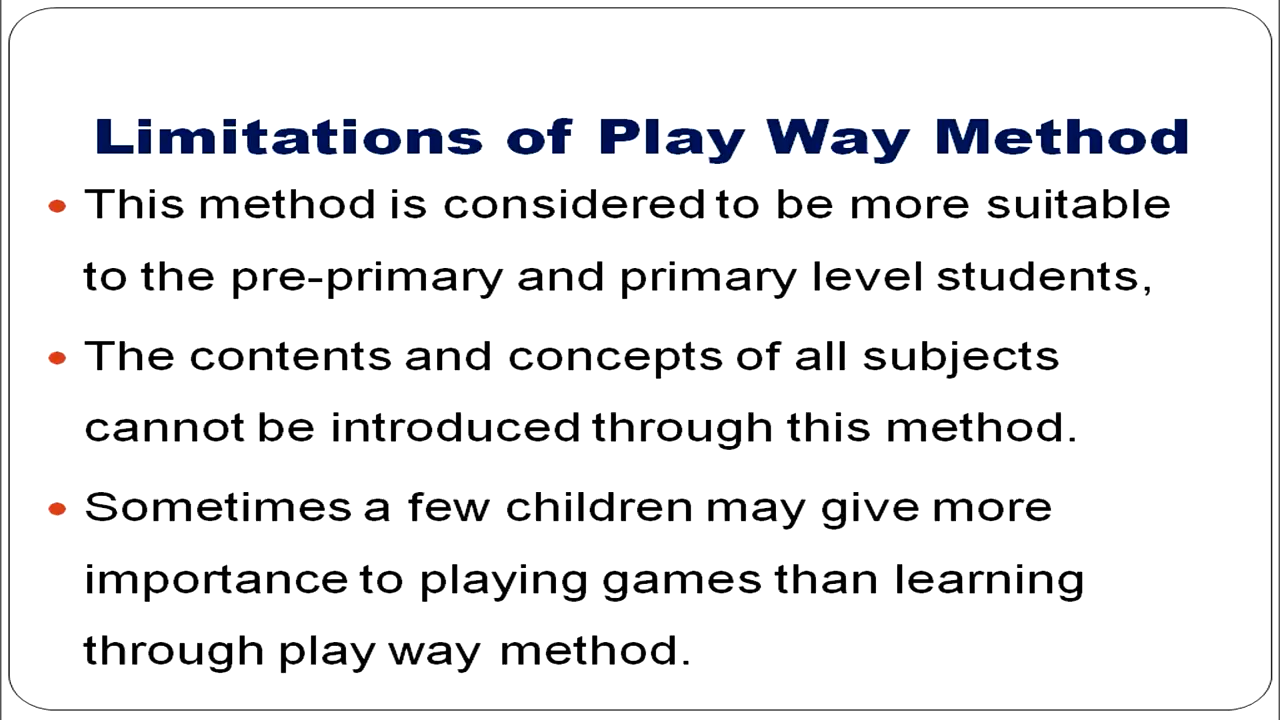 Limitations of Play Way Method
• This method is considered to be more suitable
to the pre-primary and primary level students,
• The contents and concepts of all subjects
cannot be introduced through this method.
• Sometimes a few children may give more
importance to playing games than learning
through play way method.